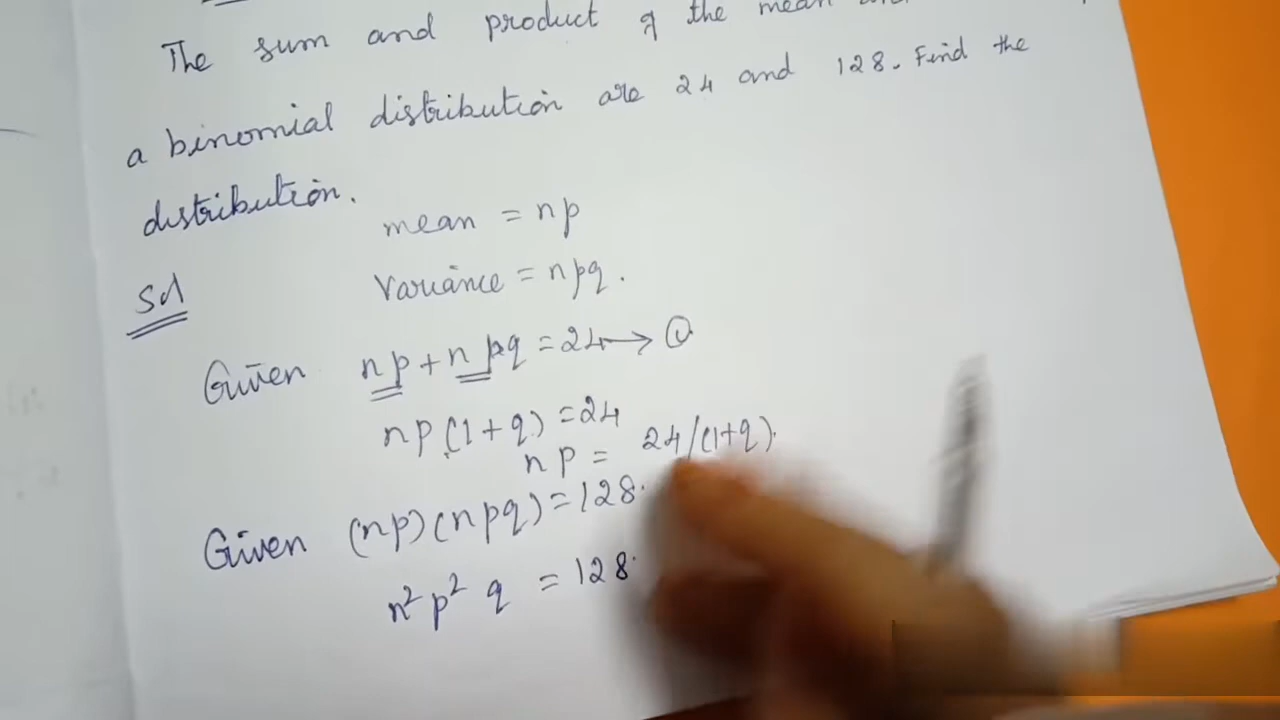 The sum and product of the mean
a binomial distribution are 24 and 128. Find the
distribution.
mean = np
Sol
Variance = npq.
Given np + npq = 24 → ①
np (1+q) = 24
np = 24/(1+q).
Given (np)(npq) = 128.
n² p² q = 128.